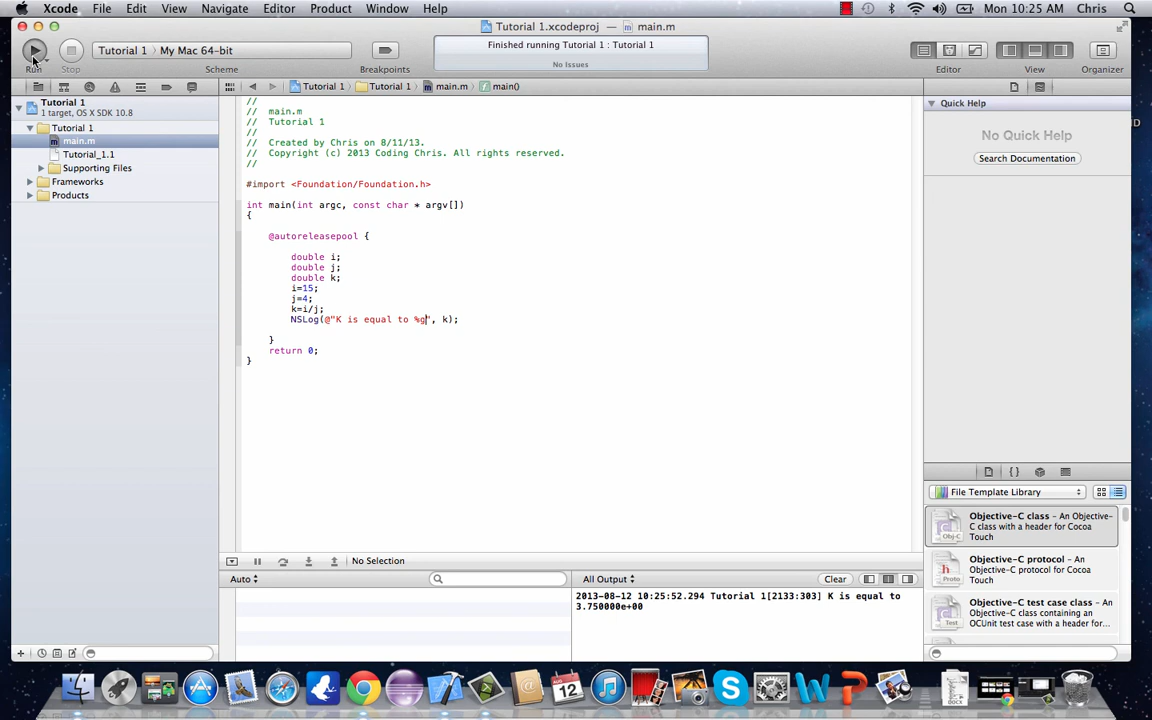 Xcode File Edit View Navigate Editor Product Window Help Mon 10:25 AM Chris
Tutorial 1.xcodeproj — main.m
Tutorial 1 My Mac 64-bit
Finished running Tutorial 1 : Tutorial 1
No Issues
Run Stop Scheme Breakpoints Editor View Organizer
Tutorial 1 Tutorial 1 main.m main()
Tutorial 1
1 target, OS X SDK 10.8
Tutorial 1
main.m
Tutorial_1.1
Supporting Files
Frameworks
Products
//
// main.m
// Tutorial 1
//
// Created by Chris on 8/11/13.
// Copyright (c) 2013 Coding Chris. All rights reserved.
//
#import <Foundation/Foundation.h>
int main(int argc, const char * argv[])
{
@autoreleasepool {
double i;
double j;
double k;
i=15;
j=4;
k=i/j;
NSLog(@"K is equal to %g", k);
}
return 0;
}
Quick Help
No Quick Help
Search Documentation
File Template Library
Objective-C class - An Objective-
C class with a header for Cocoa
Touch
Objective-C protocol - An
Objective-C protocol for Cocoa
Touch
Objective-C test case class - An
Objective-C class containing an
OCUnit test case with a header for...
No Selection
Auto
All Output
Clear
2013-08-12 10:25:52.294 Tutorial 1[2133:303] K is equal to
3.750000e+00